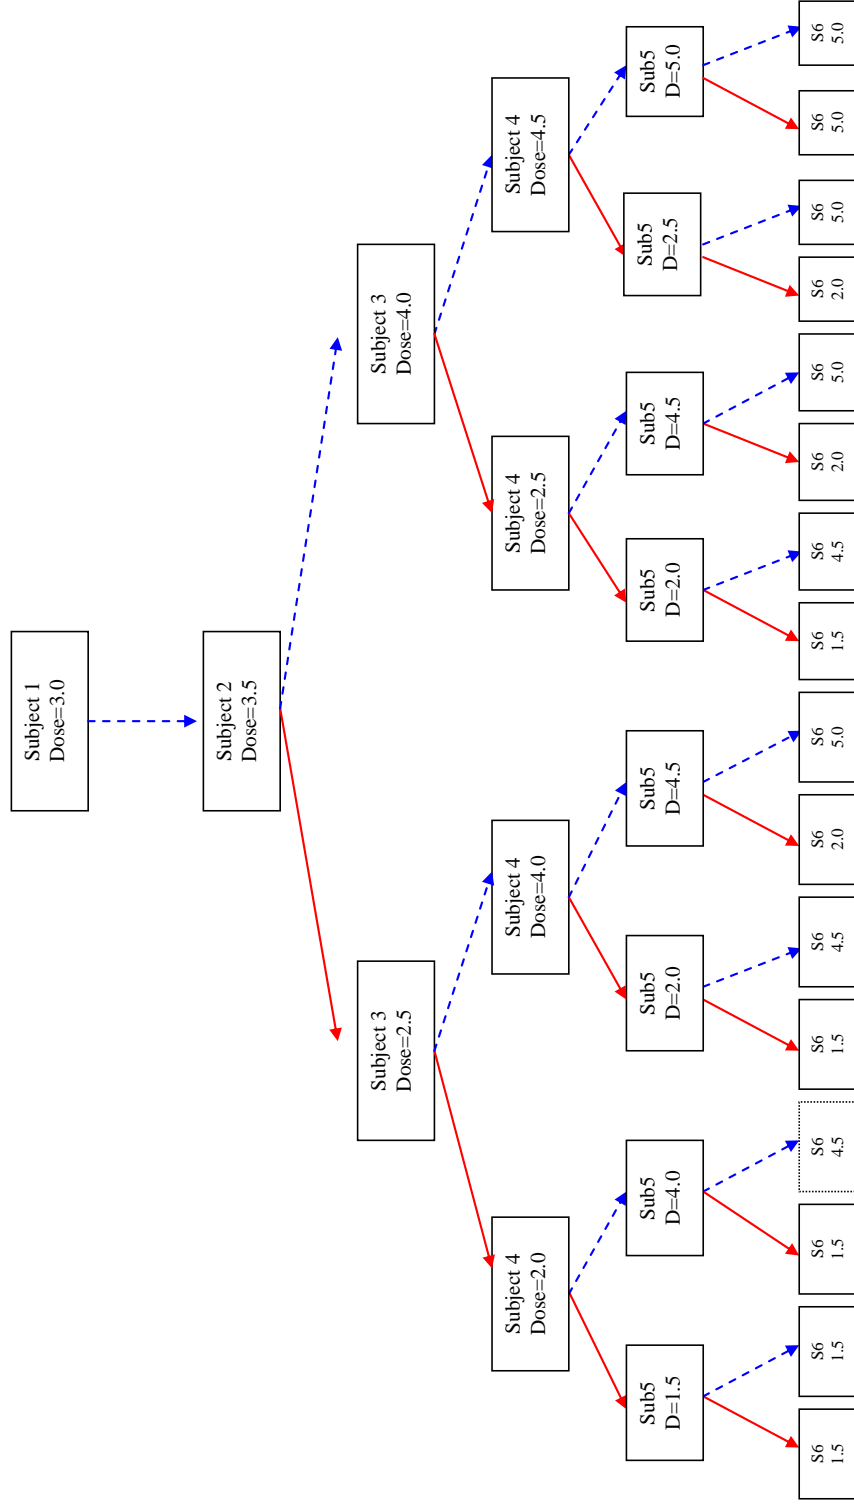 Subject 1
Dose=3.0
Subject 2
Dose=3.5
Subject 3
Dose=2.5
Subject 3
Dose=4.0
Subject 4
Dose=2.0
Subject 4
Dose=4.0
Subject 4
Dose=2.5
Subject 4
Dose=4.5
Sub5
D=1.5
Sub5
D=4.0
Sub5
D=2.0
Sub5
D=4.5
Sub5
D=2.0
Sub5
D=4.5
Sub5
D=2.5
Sub5
D=5.0
S6
1.5
S6
1.5
S6
1.5
S6
4.5
S6
1.5
S6
4.5
S6
2.0
S6
5.0
S6
1.5
S6
4.5
S6
2.0
S6
5.0
S6
2.0
S6
5.0
S6
5.0
S6
5.0